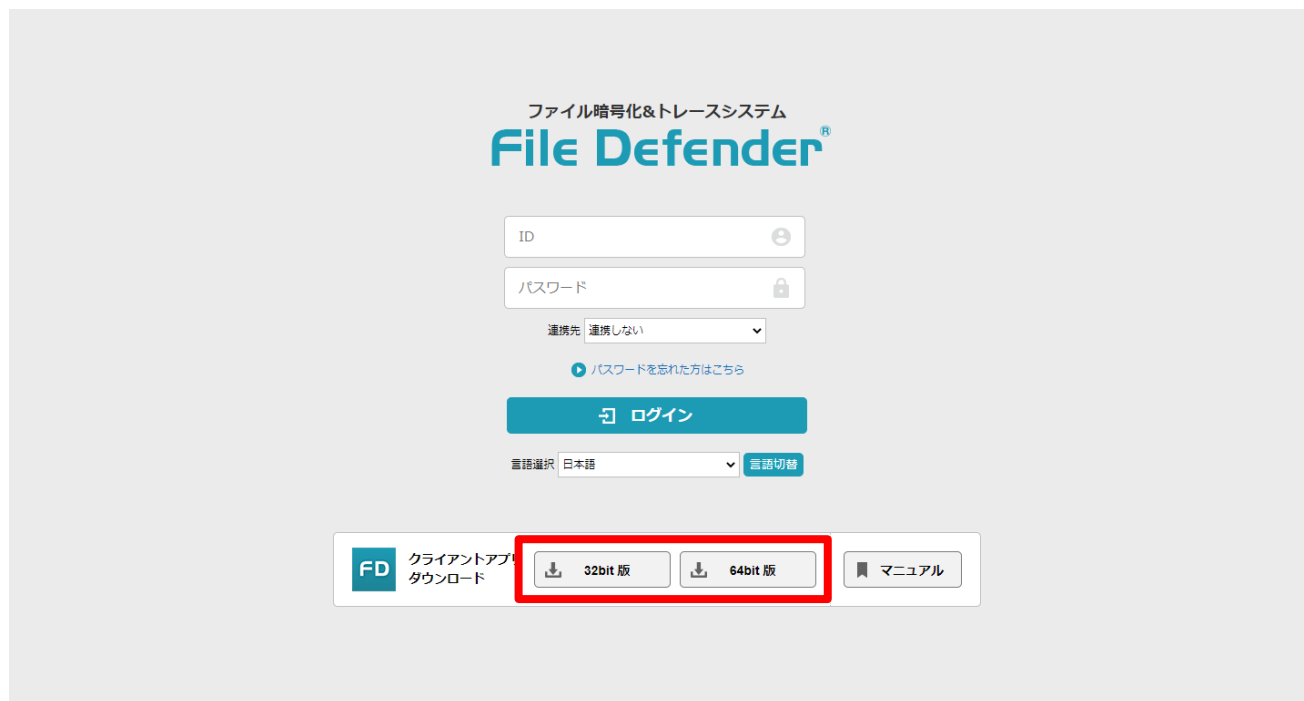 ファイル暗号化&トレースシステム
File Defender®
ID
パスワード
連携先 連携しない
パスワードを忘れた方はこちら
ログイン
言語選択 日本語 言語切替
FD
クライアントアプリ
ダウンロード
32bit 版
64bit 版
マニュアル